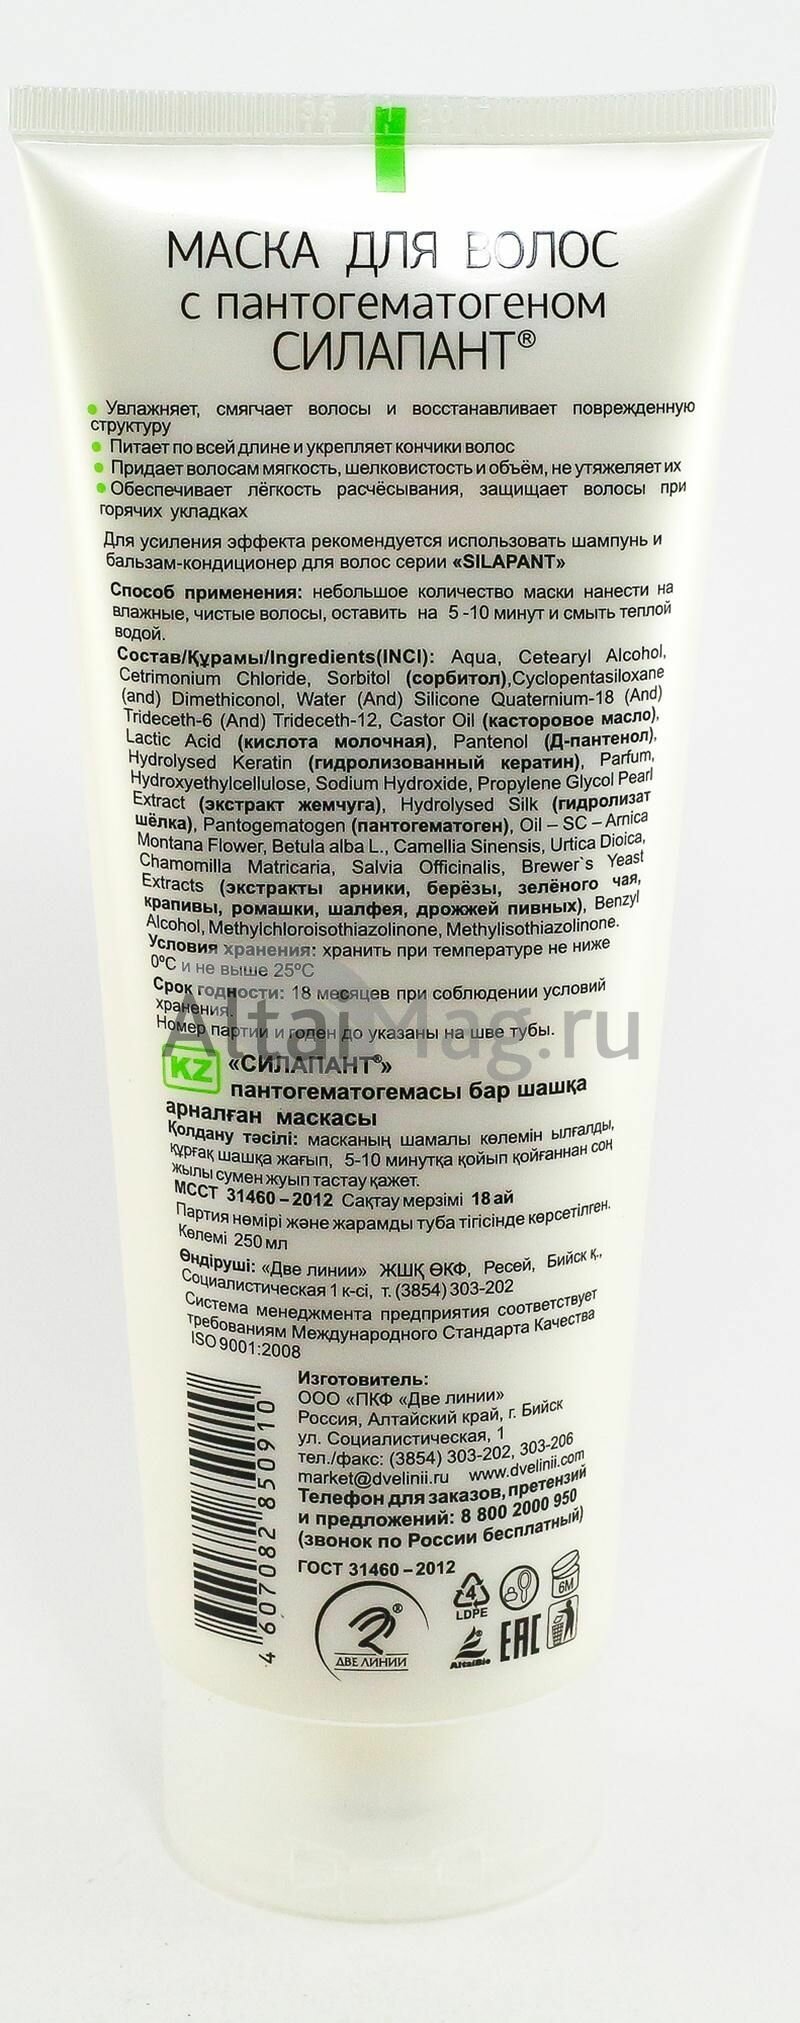 МАСКА ДЛЯ ВОЛОС
С ПАНТОГЕМАТОГЕНОМ
СИЛАПАНТ®
Увлажняет, смягчает волосы и восстанавливает поврежденную
структуру
Питает по всей длине и укрепляет кончики волос
Придает волосам мягкость, шелковистость и объём, не утяжеляет их
Обеспечивает лёгкость расчёсывания, защищает волосы при
горячих укладках
Для усиления эффекта рекомендуется использовать шампунь и
бальзам-кондиционер для волос серии «SILAPANT»
Способ применения: небольшое количество маски нанести на
влажные, чистые волосы, оставить на 5-10 минут и смыть теплой
водой.
Состав/Құрамы/Ingredients(INCI): Aqua, Cetearyl Alcohol,
Cetrimonium Chloride, Sorbitol (сорбитол),Cyclopentasiloxane
(and) Dimethiconol, Water (And) Silicone Quaternium-18 (And)
Trideceth-6 (And) Trideceth-12, Castor Oil (касторовое масло),
Lactic Acid (кислота молочная), Pantenol (Д-пантенол),
Hydrolysed Keratin (гидролизованный кератин), Parfum,
Hydroxyethylcellulose, Sodium Hydroxide, Propylene Glycol Pearl
Extract (экстракт жемчуга), Hydrolysed Silk (гидролизат
шёлка), Pantogematogen (пантогематоген), Oil – SC – Arnica
Montana Flower, Betula alba L., Camellia Sinensis, Urtica Dioica,
Chamomilla Matricaria, Salvia Officinalis, Brewer`s Yeast
Extracts (экстракты арники, берёзы, зелёного чая,
крапивы, ромашки, шалфея, дрожжей пивных), Benzyl
Alcohol, Methylchloroisothiazolinone, Methylisothiazolinone.
Условия хранения: хранить при температуре не ниже
0ºC и не выше 25ºC
Срок годности: 18 месяцев при соблюдении условий
хранения.
Номер партии и годен до указаны на шве тубы.
AltaiMag.ru
KZ «СИЛАПАНТ®»
пантогематогемасы бар шашқа
арналған маскасы
Қолдану тәсілі: масканың шамалы көлемін ылғалды,
құрғақ шашқа жағып, 5-10 минутқа қойып қойғаннан соң
жылы сумен жуып тастау қажет.
МССТ 31460–2012 Сақтау мерзімі 18 ай
Партия нөмірі және жарамды туба тігісінде көрсетілген.
Көлемі 250 мл
Өндіруші: «Две линии» ЖШҚ ӨКФ, Ресей, Бийск қ.,
Социалистическая 1 к-сі, т. (3854) 303-202
Система менеджмента предприятия соответствует
требованиям Международного Стандарта Качества
ISO 9001:2008
Изготовитель:
ООО «ПКФ «Две линии»
Россия, Алтайский край, г. Бийск
ул. Социалистическая, 1
тел./факс: (3854) 303-202, 303-206
market@dvelinii.ru www.dvelinii.com
Телефон для заказов, претензий
и предложений: 8 800 2000 950
(звонок по России бесплатный)
ГОСТ 31460–2012
4 607082 850910
ДВЕ ЛИНИИ ®
4
LDPE
6M
AltaiBio
EAC